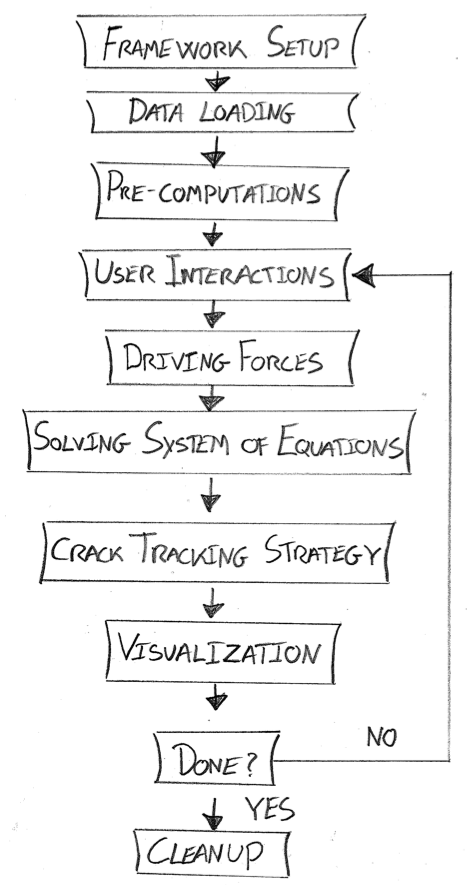 FRAMEWORK SETUP
DATA LOADING
PRE-COMPUTATIONS
USER INTERACTIONS
DRIVING FORCES
SOLVING SYSTEM OF EQUATIONS
CRACK TRACKING STRATEGY
VISUALIZATION
DONE?
NO
YES
CLEANUP